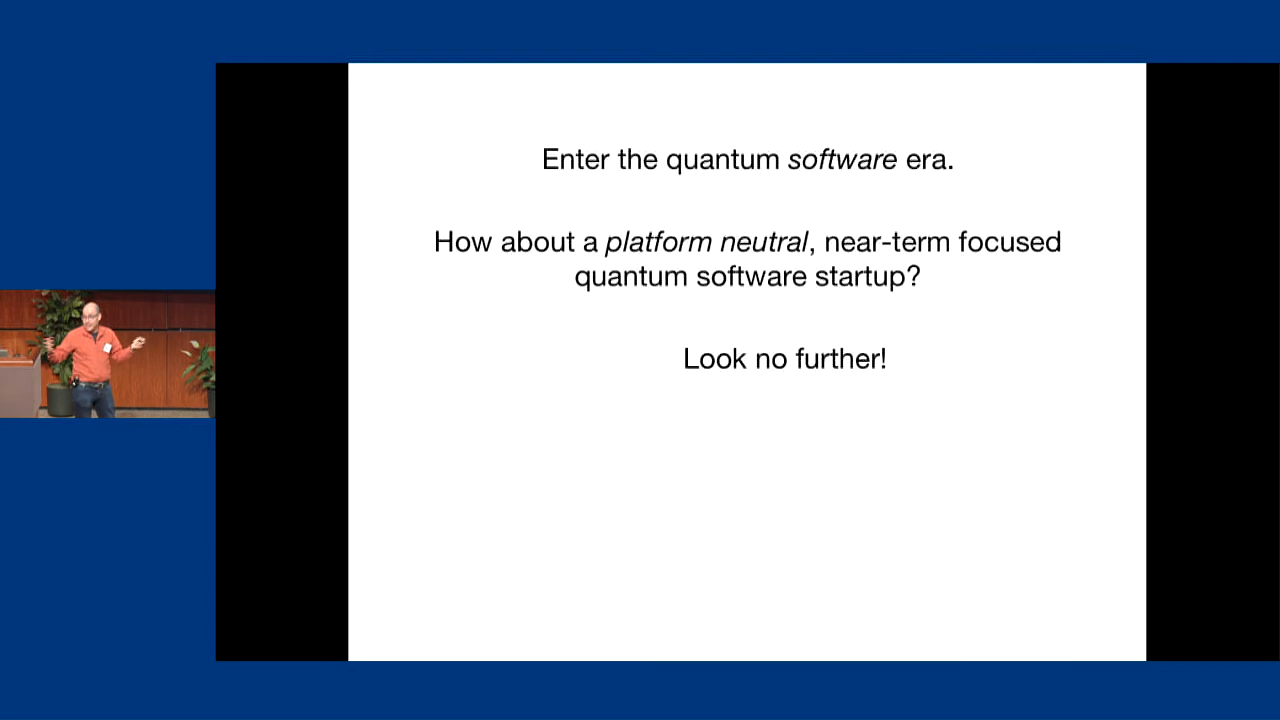 Enter the quantum software era.
How about a platform neutral, near-term focused
quantum software startup?
Look no further!